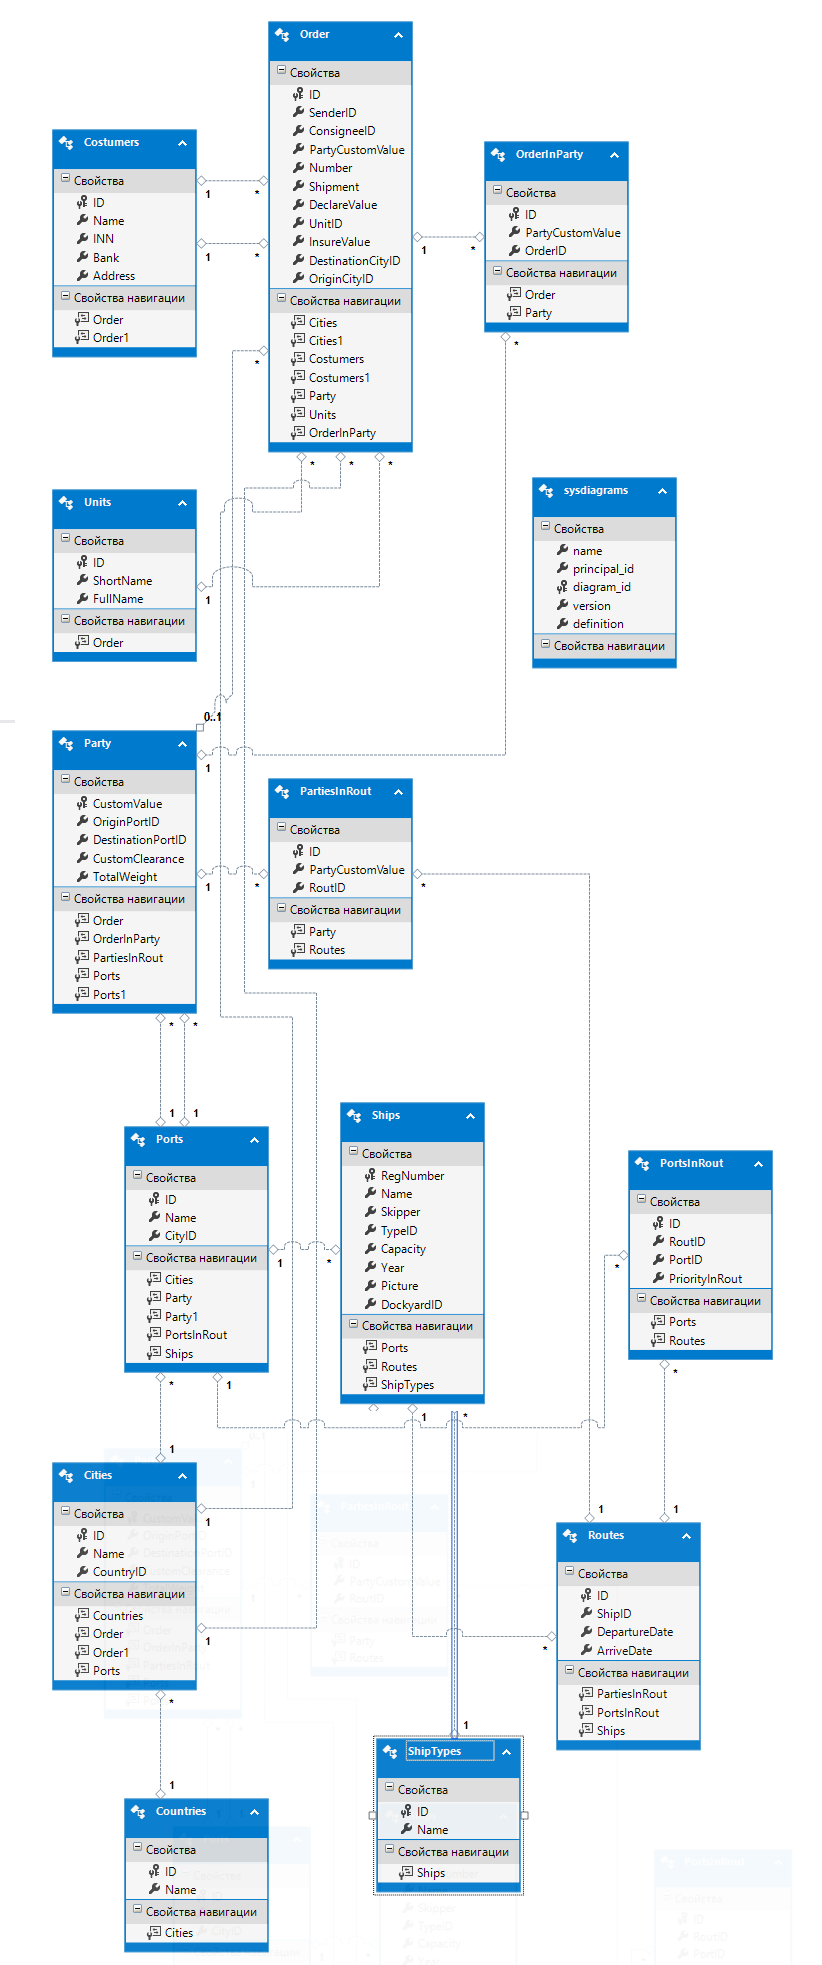 Order
Свойства
ID
SenderID
ConsigneeID
PartyCustomValue
Number
Shipment
DeclareValue
UnitID
InsureValue
DestinationCityID
OriginCityID
Свойства навигации
Cities
Cities1
Costumers
Costumers1
Party
Units
OrderInParty
Costumers
Свойства
ID
Name
INN
Bank
Address
Свойства навигации
Order
Order1
1
*
1
*
OrderInParty
Свойства
ID
PartyCustomValue
OrderID
Свойства навигации
Order
Party
1
*
*
*
*
*
*
Units
Свойства
ID
ShortName
FullName
Свойства навигации
Order
1
sysdiagrams
Свойства
name
principal_id
diagram_id
version
definition
Свойства навигации
0..1
1
Party
Свойства
CustomValue
OriginPortID
DestinationPortID
CustomClearance
TotalWeight
Свойства навигации
Order
OrderInParty
PartiesInRout
Ports
Ports1
1
*
PartiesInRout
Свойства
ID
PartyCustomValue
RoutID
Свойства навигации
Party
Routes
*
*
*
1
1
Ports
Свойства
ID
Name
CityID
Свойства навигации
Cities
Party
Party1
PortsInRout
Ships
1
*
Ships
Свойства
RegNumber
Name
Skipper
TypeID
Capacity
Year
Picture
DockyardID
Свойства навигации
Ports
Routes
ShipTypes
PortsInRout
Свойства
ID
RoutID
PortID
PriorityInRout
Свойства навигации
Ports
Routes
*
*
*
1
1
*
1
Cities
Свойства
ID
Name
CountryID
Свойства навигации
Countries
Order
Order1
Ports
1
1
*
1
1
1
Routes
Свойства
ID
ShipID
DepartureDate
ArriveDate
Свойства навигации
PartiesInRout
PortsInRout
Ships
*
1
ShipTypes
Свойства
ID
Name
Свойства навигации
Ships
Countries
Свойства
ID
Name
Свойства навигации
Cities